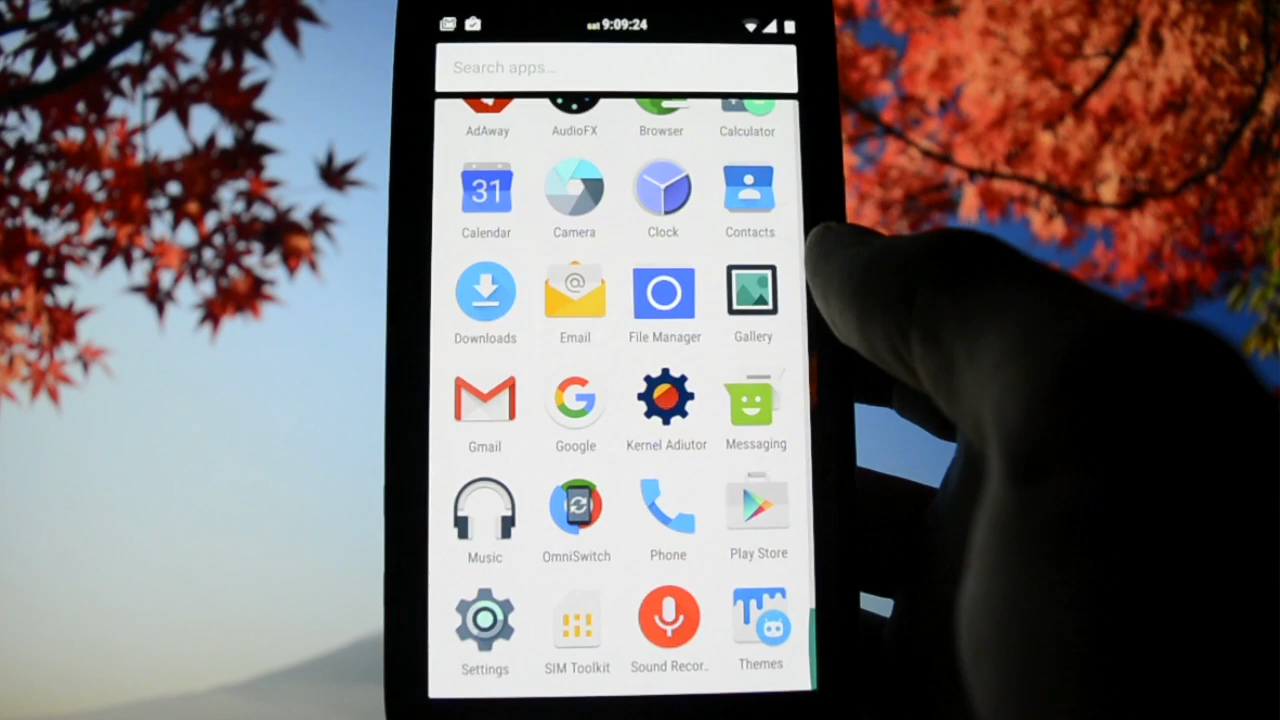 sat 9:09:24
Search apps...
AdAway AudioFX Browser Calculator
31
Calendar Camera Clock Contacts
@
Downloads Email File Manager Gallery
G
Gmail Google Kernel Adiutor Messaging
Music OmniSwitch Phone Play Store
Settings SIM Toolkit Sound Recor.. Themes